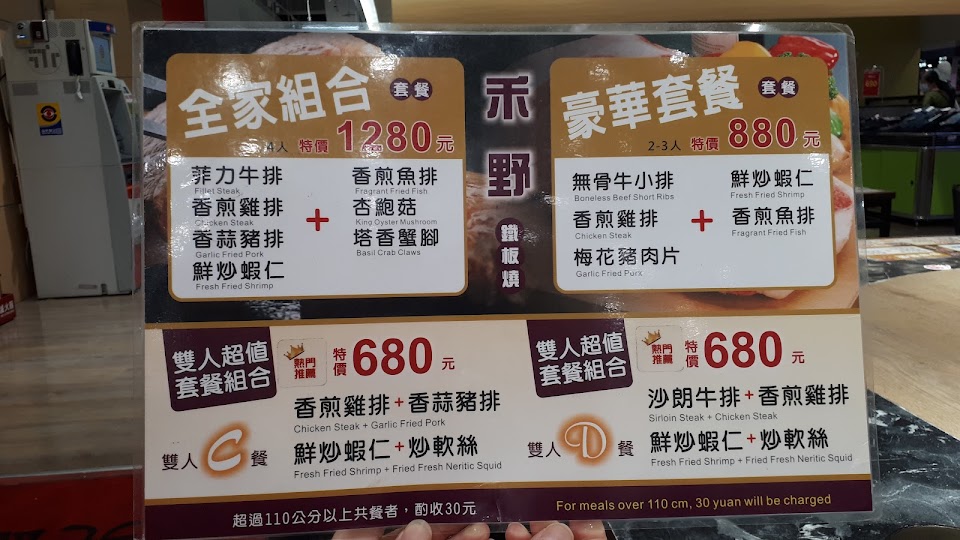 全家組合 套餐
4人 特價 1280元
菲力牛排
Fillet Steak
香煎雞排
Chicken Steak
香蒜豬排
Garlic Fried Pork
鮮炒蝦仁
Fresh Fried Shrimp
+
香煎魚排
Fragrant Fried Fish
杏鮑菇
King Oyster Mushroom
塔香蟹腳
Basil Crab Claws
禾野
鐵板燒
豪華套餐 套餐
2-3人 特價 880元
無骨牛小排
Boneless Beef Short Ribs
香煎雞排
Chicken Steak
梅花豬肉片
Garlic Fried Pork
+
鮮炒蝦仁
Fresh Fried Shrimp
香煎魚排
Fragrant Fried Fish
雙人超值
套餐組合
熱門
推薦
特價 680元
雙人C餐
香煎雞排+香蒜豬排
Chicken Steak + Garlic Fried Pork
鮮炒蝦仁+炒軟絲
Fresh Fried Shrimp + Fried Fresh Neritic Squid
雙人超值
套餐組合
熱門
推薦
特價 680元
雙人D餐
沙朗牛排+香煎雞排
Sirloin Steak + Chicken Steak
鮮炒蝦仁+炒軟絲
Fresh Fried Shrimp + Fried Fresh Neritic Squid
超過110公分以上共餐者，酌收30元
For meals over 110 cm, 30 yuan will be charged